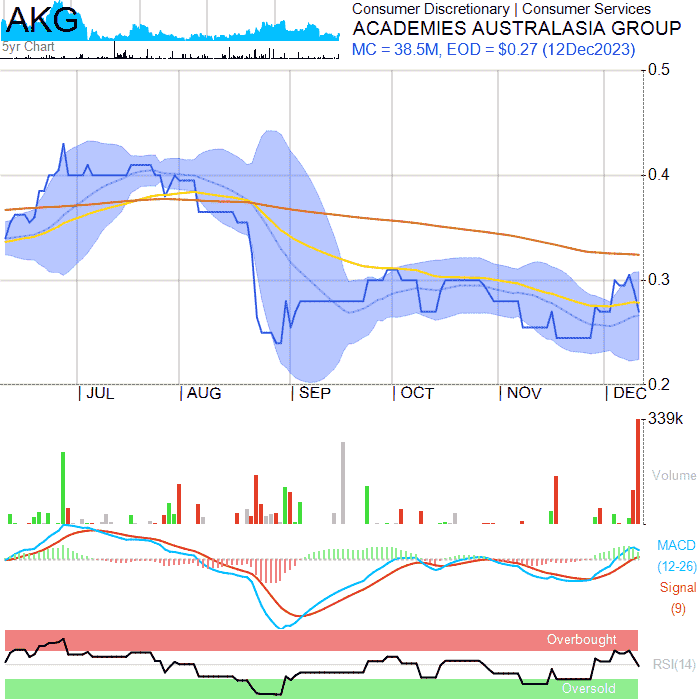 AKG
5yr Chart
Consumer Discretionary | Consumer Services
ACADEMIES AUSTRALASIA GROUP
MC = 38.5M, EOD = $0.27 (12Dec2023)
0.5
0.4
0.3
0.2
JUL AUG SEP OCT NOV DEC
339k
Volume
MACD
(12-26)
Signal
(9)
Overbought
RSI(14)
Oversold